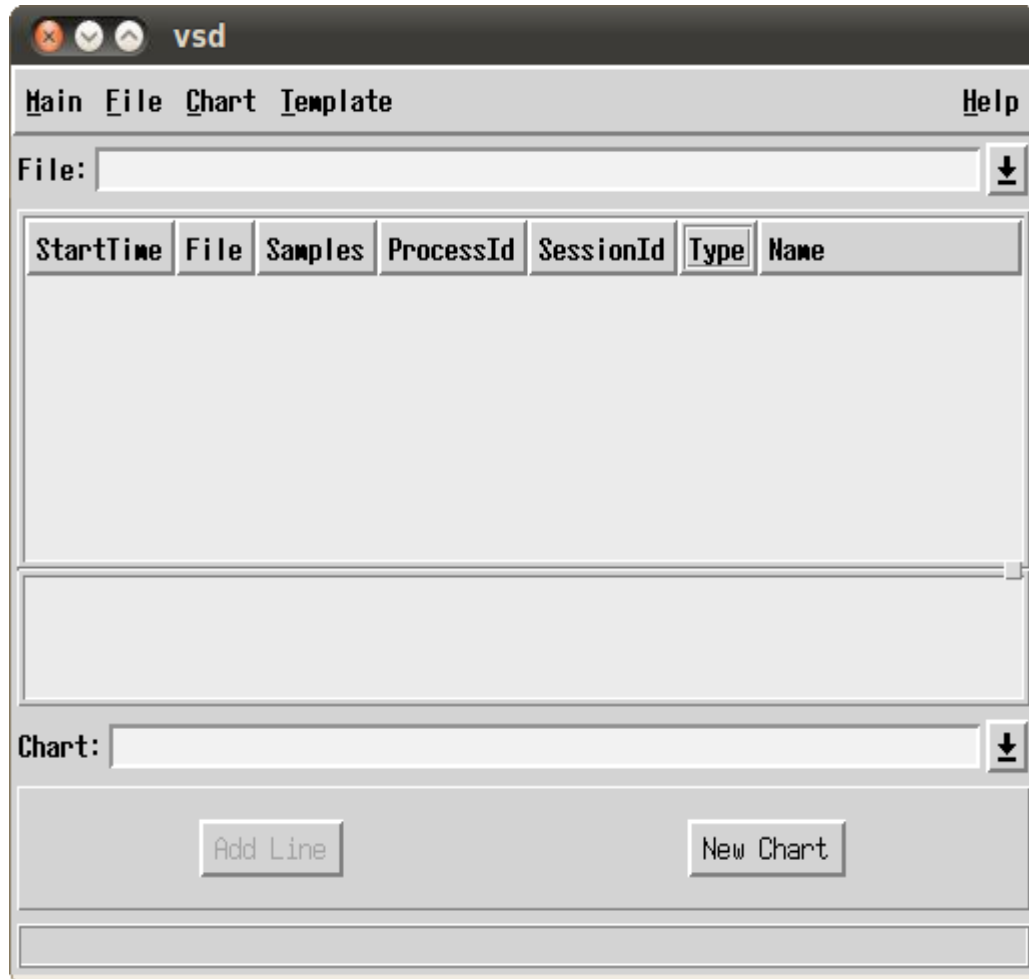 vsd
Main File Chart Template Help
File:
StartTime File Samples ProcessId SessionId Type Name
Chart:
Add Line New Chart